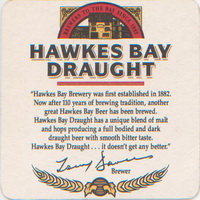 HAWKES BAY
DRAUGHT
"Hawkes Bay Brewery was first established in 1882.
Now after 110 years of brewing tradition, another
great Hawkes Bay Beer has been brewed.
Hawkes Bay Draught has a unique blend of malt
and hops producing a full bodied and dark
draught beer with smooth bitter taste.
Hawkes Bay Draught . . . it doesn't get any better."
Brewer